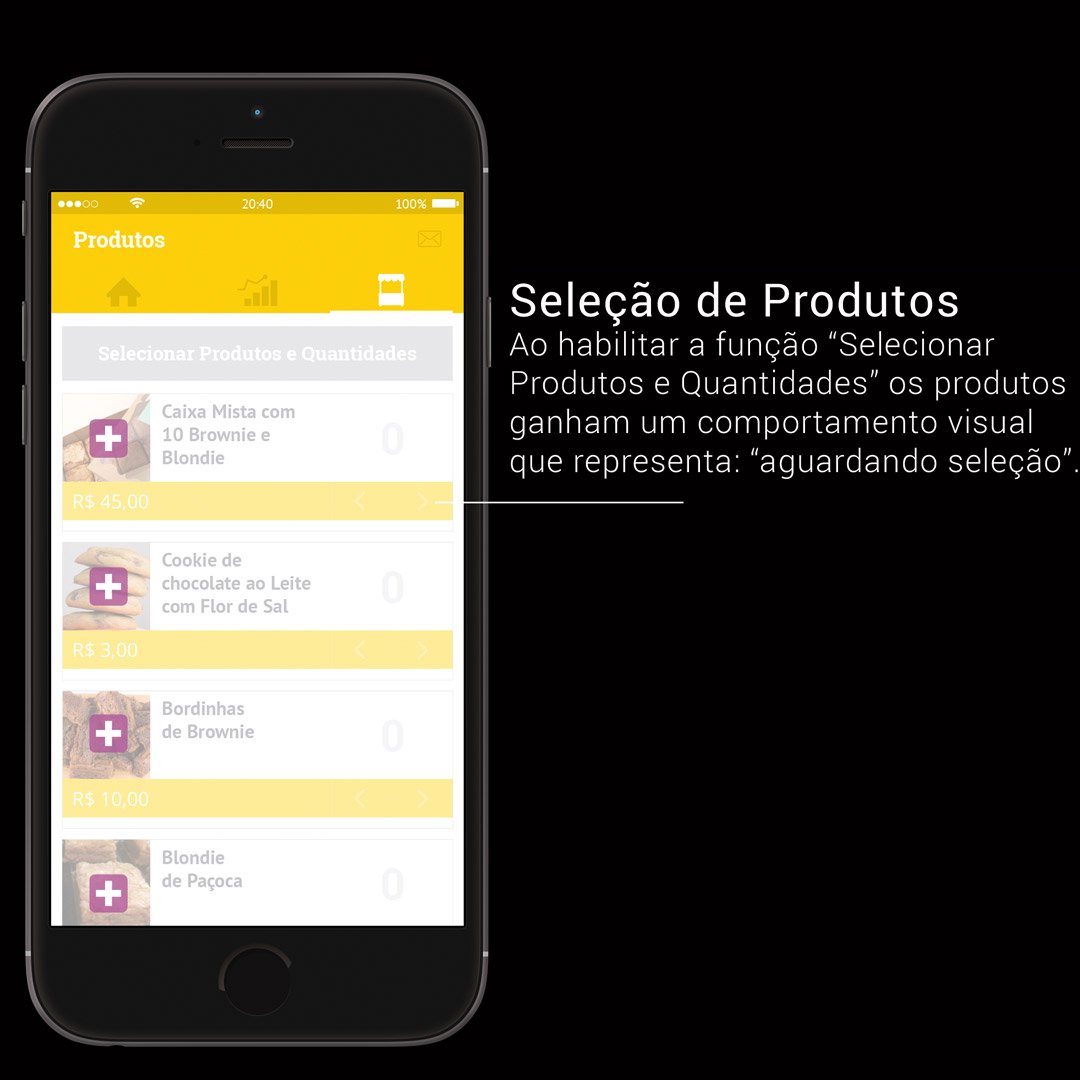 20:40
100%
Produtos
Selecionar Produtos e Quantidades
Caixa Mista com
10 Brownie e
Blondie
0
R$ 45,00
Cookie de
chocolate ao Leite
com Flor de Sal
0
R$ 3,00
Bordinhas
de Brownie
0
R$ 10,00
Blondie
de Paçoca
0
Seleção de Produtos
Ao habilitar a função “Selecionar
Produtos e Quantidades” os produtos
ganham um comportamento visual
que representa: “aguardando seleção”.